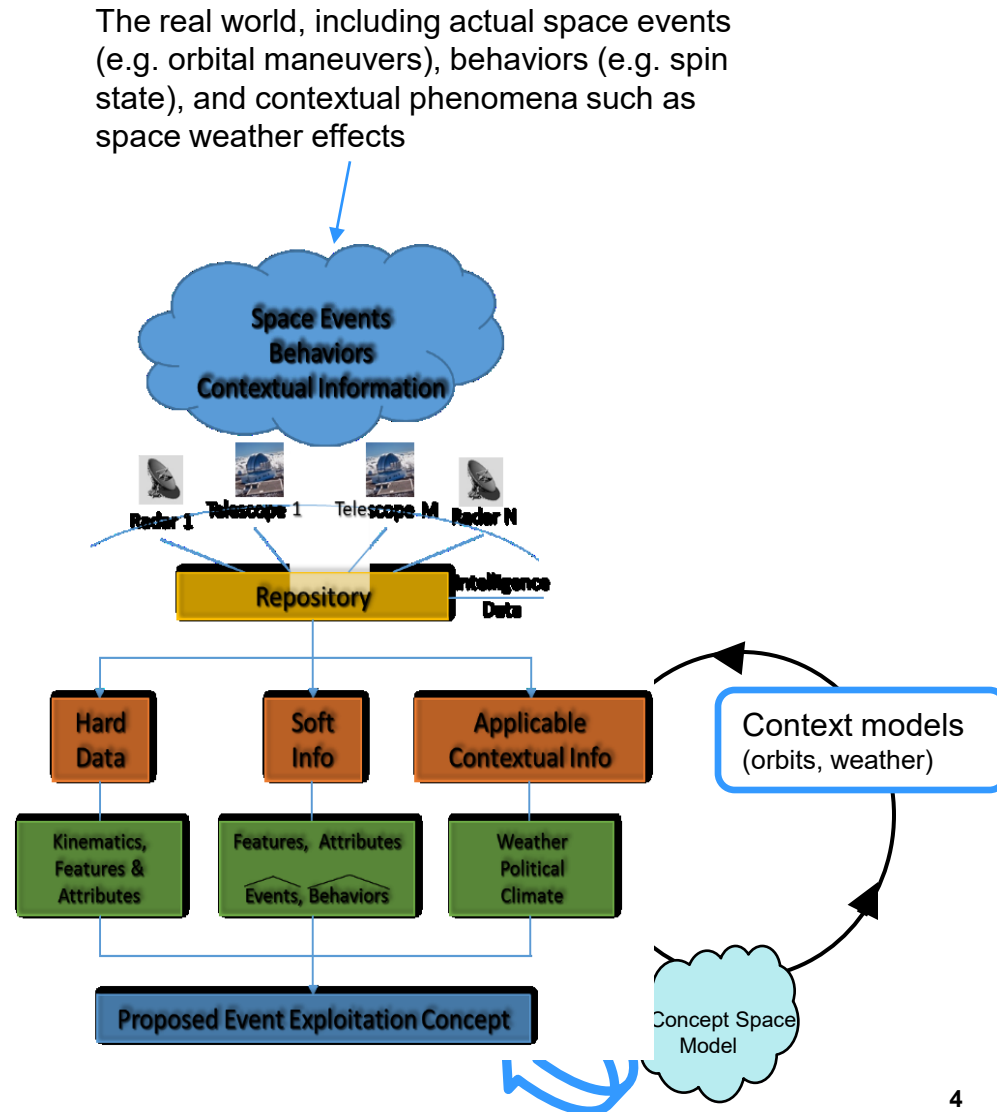 The real world, including actual space events
(e.g. orbital maneuvers), behaviors (e.g. spin
state), and contextual phenomena such as
space weather effects
Space Events
Behaviors
Contextual Information
Radar 1
Telescope 1
Telescope M
Radar N
Repository
Intelligence
Data
Hard
Data
Soft
Info
Applicable
Contextual Info
Context models
(orbits, weather)
Kinematics,
Features &
Attributes
Features, Attributes
Events, Behaviors
Weather
Political
Climate
Proposed Event Exploitation Concept
Concept Space
Model
4